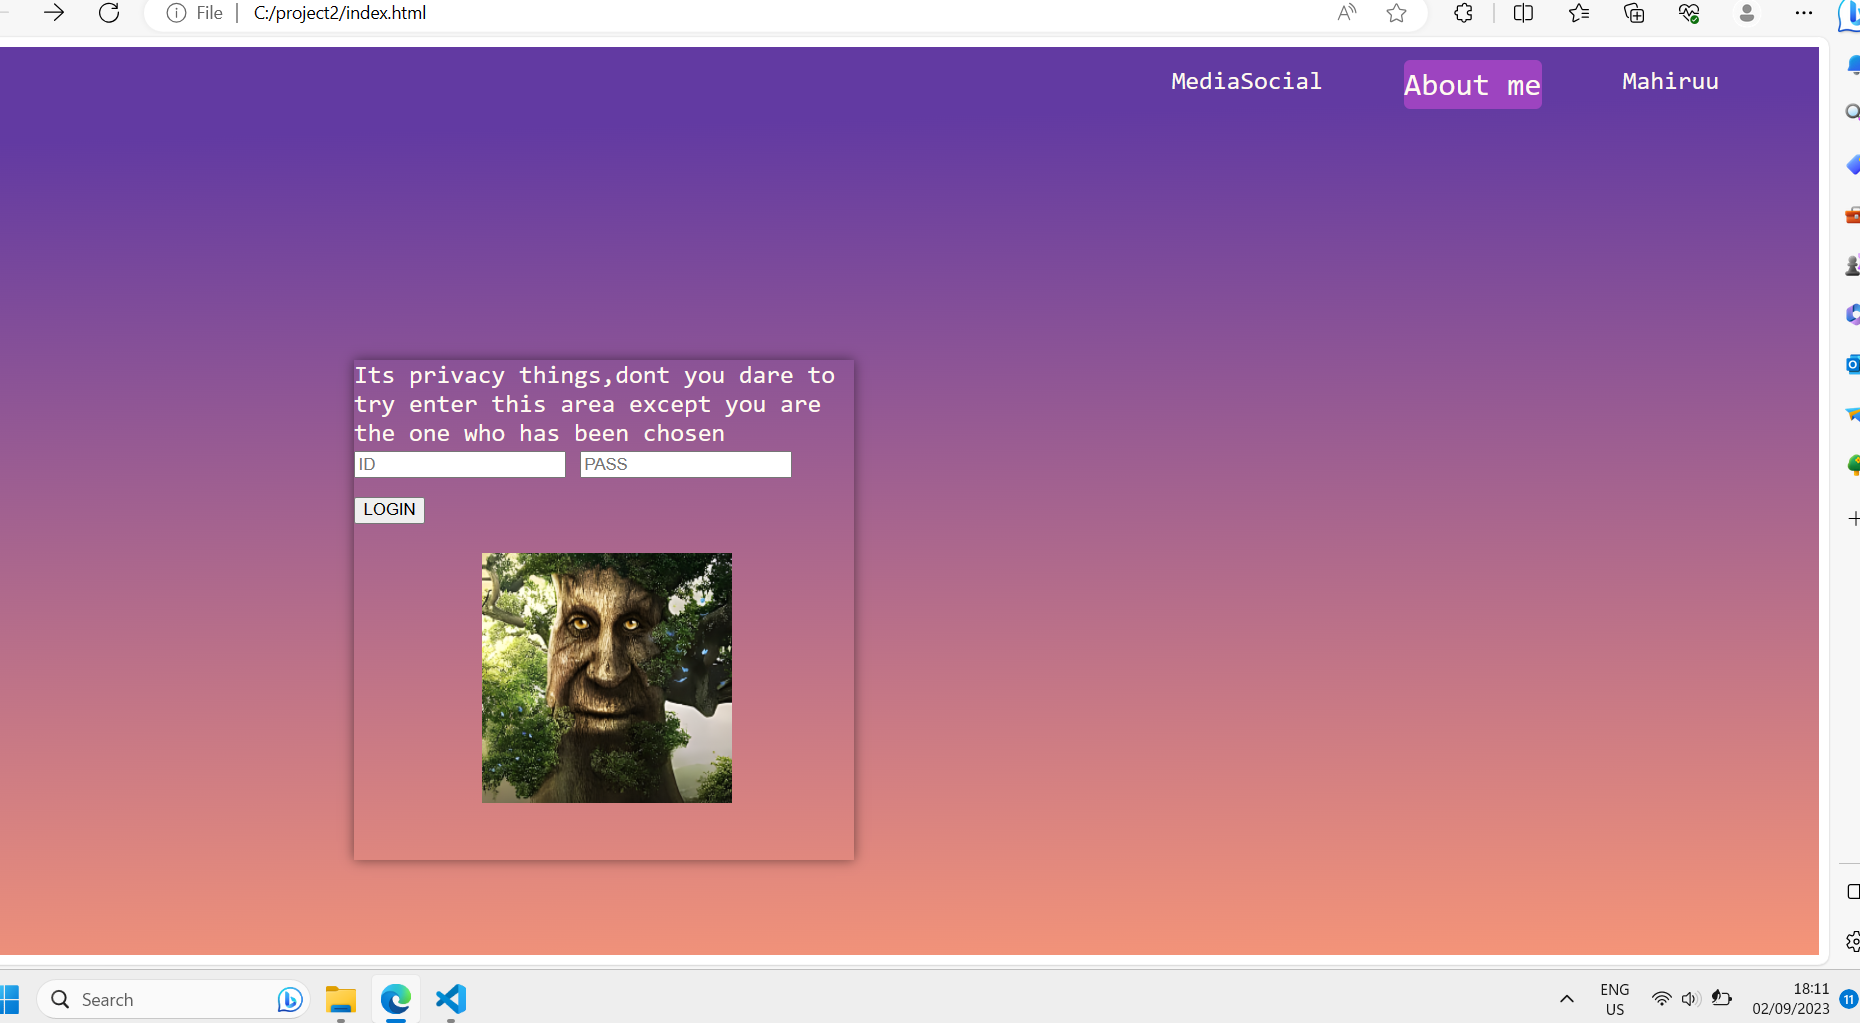 File
C:/project2/index.html
MediaSocial
About me
Mahiruu
Its privacy things,dont you dare to
try enter this area except you are
the one who has been chosen
ID
PASS
LOGIN
Search
ENG
US
18:11
02/09/2023
11